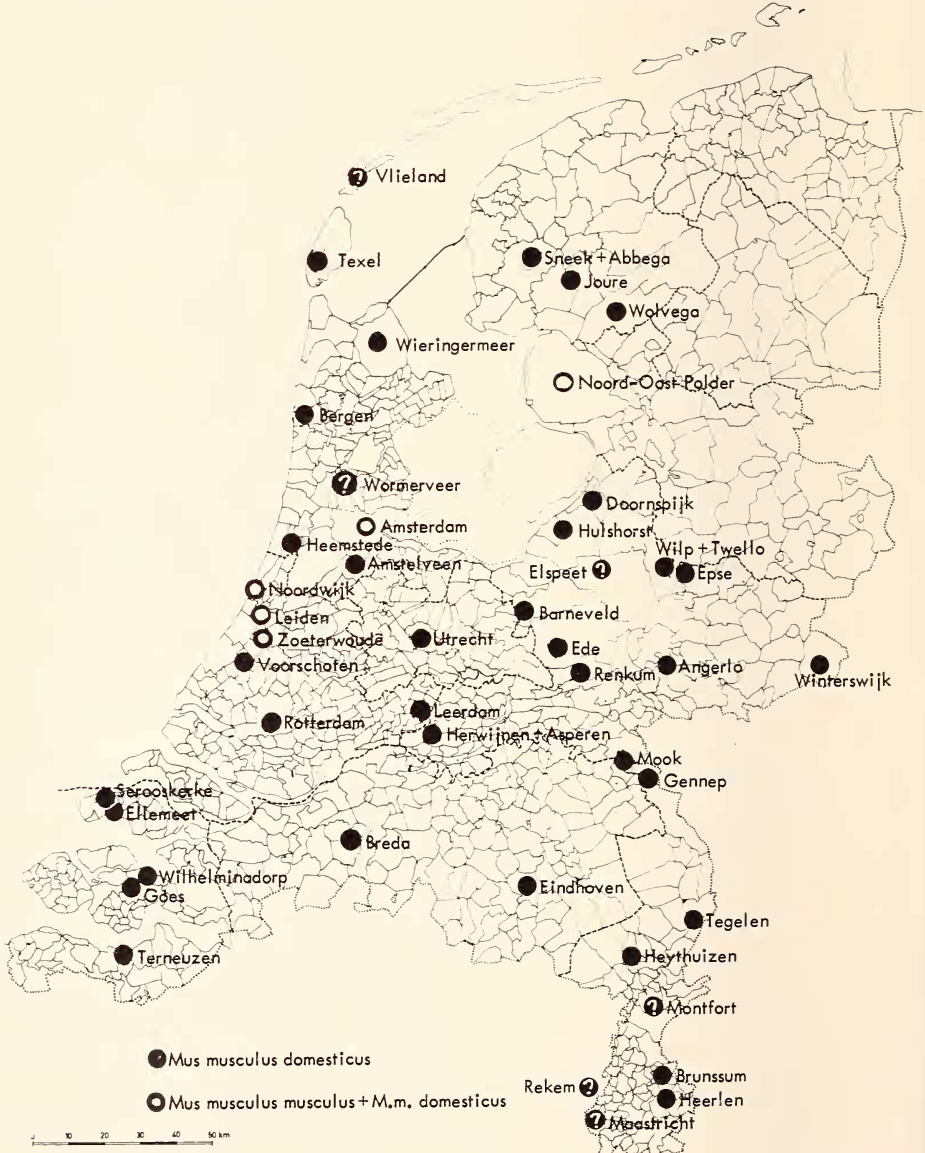 Vlieland
Texel
Sneek + Abbega
Joure
Wolvega
Wieringermeer
Noord-Oost Polder
Bergen
Wormerveer
Doornspijk
Amsterdam
Hulshorst
Heemstede
Wilp + Twello
Amstelveen
Elspeet
Epse
Noordwijk
Leiden
Barneveld
Zoeterwoude
Utrecht
Ede
Voorschoten
Renkum
Angerlo
Winterswijk
Leerdam
Rotterdam
Herwijnen + Asperen
Mook
Gennep
Serooskerke
Ellemeet
Breda
Wilhelminadorp
Goes
Eindhoven
Tegelen
Terneuzen
Heythuizen
Montfort
Mus musculus domesticus
Brunssum
Rekem
Mus musculus musculus + M.m. domesticus
Heerlen
Maastricht
10 20 30 40 50 km
? ? ? ? ? ?